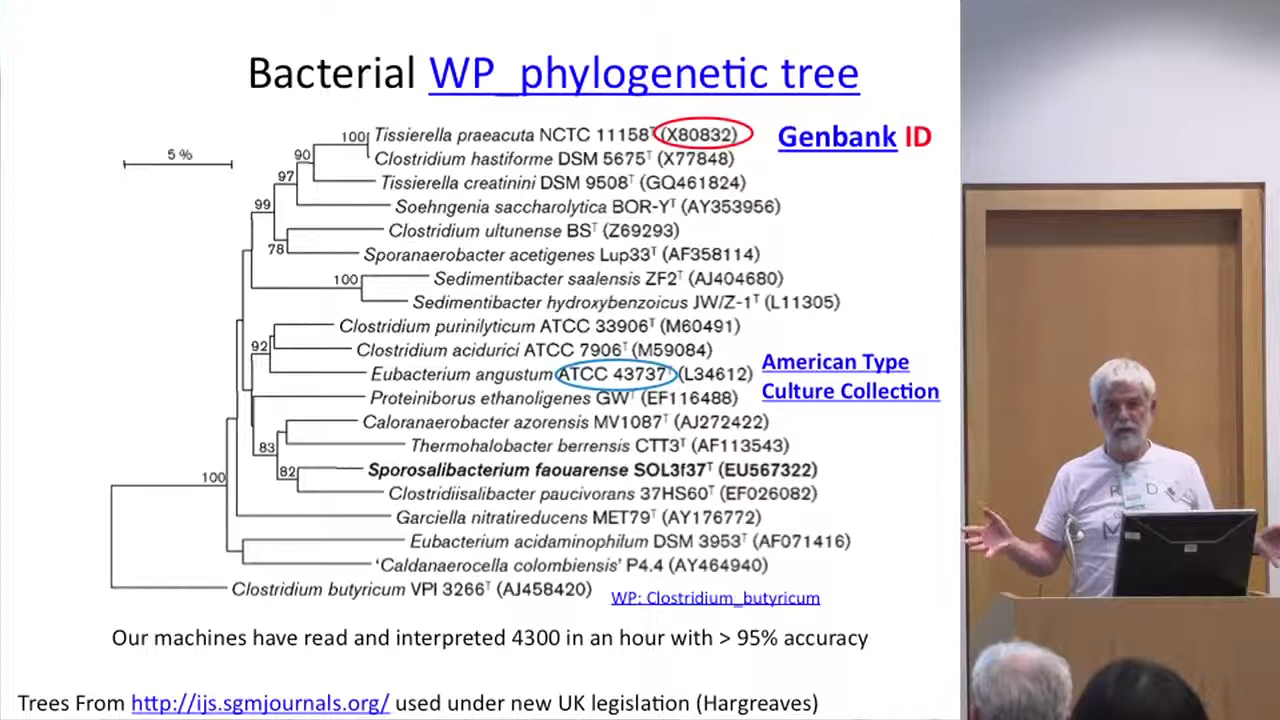 Bacterial WP_phylogenetic tree
5 %
100 Tissierella praeacuta NCTC 11158ᵀ (X80832) Genbank ID
90 Clostridium hastiforme DSM 5675ᵀ (X77848)
97 Tissierella creatinini DSM 9508ᵀ (GQ461824)
99 Soehngenia saccharolytica BOR-Yᵀ (AY353956)
Clostridium ultunense BSᵀ (Z69293)
78 Sporanaerobacter acetigenes Lup33ᵀ (AF358114)
100 Sedimentibacter saalensis ZF2ᵀ (AJ404680)
Sedimentibacter hydroxybenzoicus JW/Z-1ᵀ (L11305)
Clostridium purinilyticum ATCC 33906ᵀ (M60491)
92 Clostridium acidurici ATCC 7906ᵀ (M59084)
Eubacterium angustum ATCC 43737ᵀ (L34612)
American Type
Culture Collection
Proteiniborus ethanoligenes GWᵀ (EF116488)
Caloranaerobacter azorensis MV1087ᵀ (AJ272422)
83 Thermohalobacter berrensis CTT3ᵀ (AF113543)
82 Sporosalibacterium faouarense SOL3f37ᵀ (EU567322)
100 Clostridiisalibacter paucivorans 37HS60ᵀ (EF026082)
Garciella nitratireducens MET79ᵀ (AY176772)
Eubacterium acidaminophilum DSM 3953ᵀ (AF071416)
'Caldanaerocella colombiensis' P4.4 (AY464940)
Clostridium butyricum VPI 3266ᵀ (AJ458420) WP: Clostridium_butyricum
Our machines have read and interpreted 4300 in an hour with > 95% accuracy
Trees From http://ijs.sgmjournals.org/ used under new UK legislation (Hargreaves)